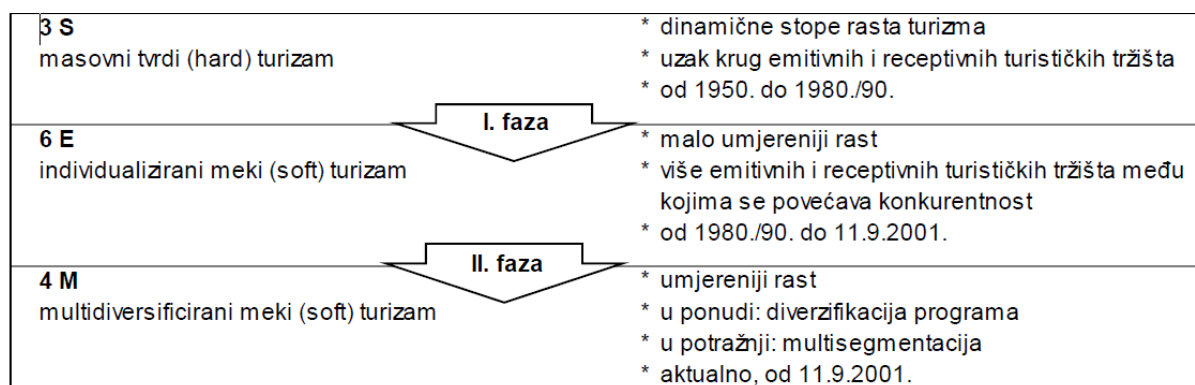 3 S
masovni tvrdi (hard) turizam
* dinamične stope rasta turizma
* uzak krug emitivnih i receptivnih turističkih tržišta
* od 1950. do 1980./90.
I. faza
6 E
individualizirani meki (soft) turizam
* malo umjereniji rast
* više emitivnih i receptivnih turističkih tržišta među
kojima se povećava konkurentnost
* od 1980./90. do 11.9.2001.
II. faza
4 M
multidiversificirani meki (soft) turizam
* umjereniji rast
* u ponudi: diverzifikacija programa
* u potražnji: multisegmentacija
* aktualno, od 11.9.2001.